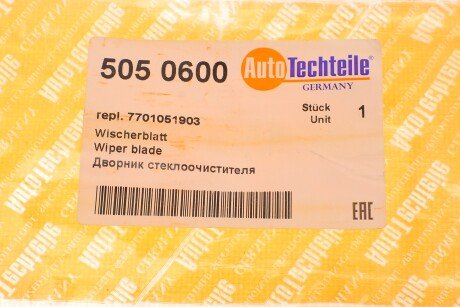 505 0600
AutoTechteile®
GERMANY
Stück
Unit
1
repl. 7701051903
Wischerblatt
Wiper blade
Дворник стеклоочистителя
EAC